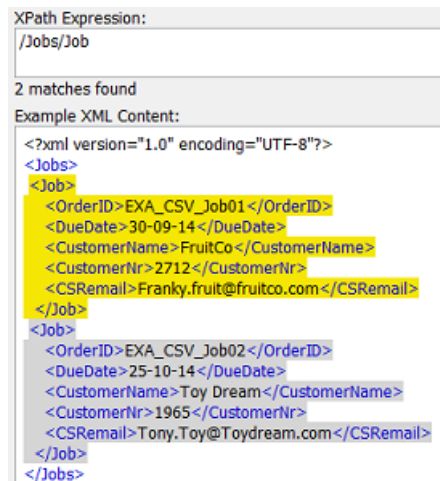 XPath Expression:
/Jobs/Job
2 matches found
Example XML Content:
<?xml version="1.0" encoding="UTF-8"?>
<Jobs>
<Job>
<OrderID>EXA_CSV_Job01</OrderID>
<DueDate>30-09-14</DueDate>
<CustomerName>FruitCo</CustomerName>
<CustomerNr>2712</CustomerNr>
<CSRemail>Franky.fruit@fruitco.com</CSRemail>
</Job>
<Job>
<OrderID>EXA_CSV_Job02</OrderID>
<DueDate>25-10-14</DueDate>
<CustomerName>Toy Dream</CustomerName>
<CustomerNr>1965</CustomerNr>
<CSRemail>Tony.Toy@Toydream.com</CSRemail>
</Job>
</Jobs>